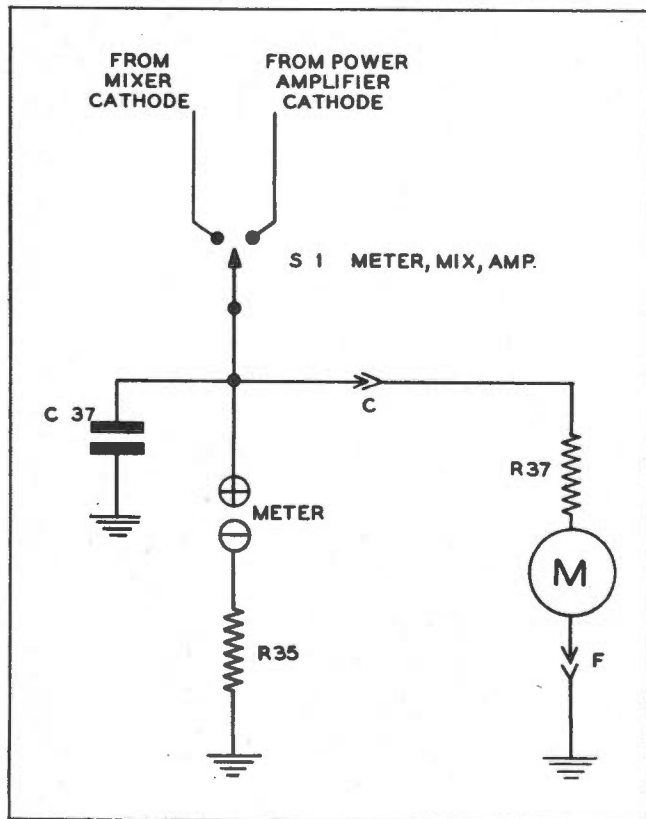 FROM
MIXER
CATHODE
FROM POWER
AMPLIFIER
CATHODE
S 1 METER, MIX, AMP.
C
C 37
R37
METER
M
R35
F